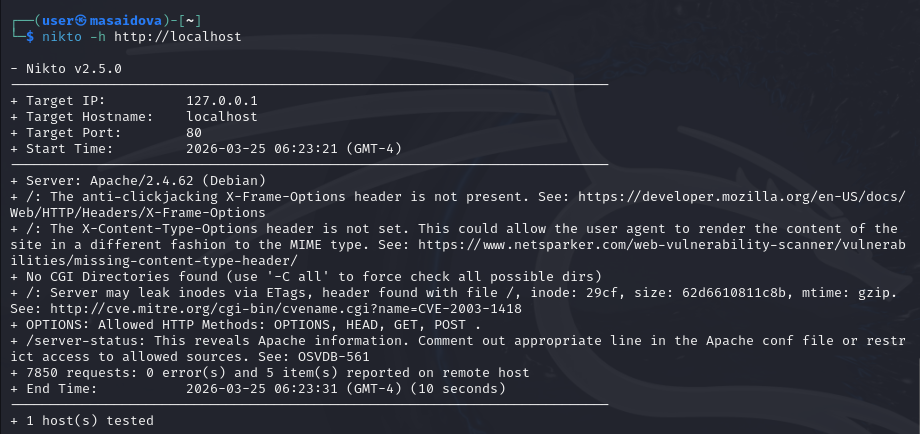 ┌──(user㉿masaidova)-[~]
└─$ nikto -h http://localhost
- Nikto v2.5.0
---------------------------------------------------------------------------
+ Target IP:          127.0.0.1
+ Target Hostname:    localhost
+ Target Port:        80
+ Start Time:         2026-03-25 06:23:21 (GMT-4)
---------------------------------------------------------------------------
+ Server: Apache/2.4.62 (Debian)
+ /: The anti-clickjacking X-Frame-Options header is not present. See: https://developer.mozilla.org/en-US/docs/
Web/HTTP/Headers/X-Frame-Options
+ /: The X-Content-Type-Options header is not set. This could allow the user agent to render the content of the
site in a different fashion to the MIME type. See: https://www.netsparker.com/web-vulnerability-scanner/vulnerab
ilities/missing-content-type-header/
+ No CGI Directories found (use '-C all' to force check all possible dirs)
+ /: Server may leak inodes via ETags, header found with file /, inode: 29cf, size: 62d6610811c8b, mtime: gzip.
See: http://cve.mitre.org/cgi-bin/cvename.cgi?name=CVE-2003-1418
+ OPTIONS: Allowed HTTP Methods: OPTIONS, HEAD, GET, POST .
+ /server-status: This reveals Apache information. Comment out appropriate line in the Apache conf file or restr
ict access to allowed sources. See: OSVDB-561
+ 7850 requests: 0 error(s) and 5 item(s) reported on remote host
+ End Time:           2026-03-25 06:23:31 (GMT-4) (10 seconds)
---------------------------------------------------------------------------
+ 1 host(s) tested